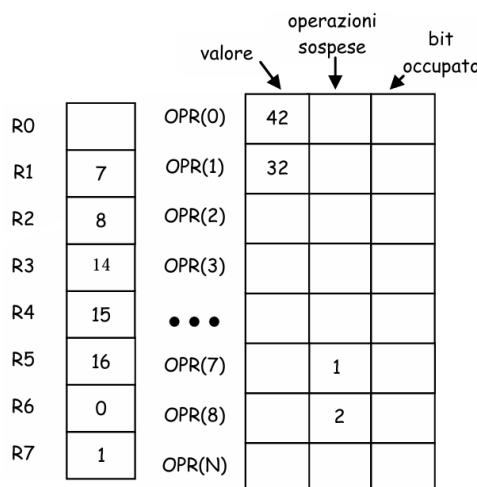 operazioni
sospese
valore
bit
occupato
R0
OPR(0) 42
R1 7
OPR(1) 32
R2 8
OPR(2)
R3 14
OPR(3)
R4 15
•••
R5 16
OPR(7) 1
R6 0
OPR(8) 2
R7 1
OPR(N)